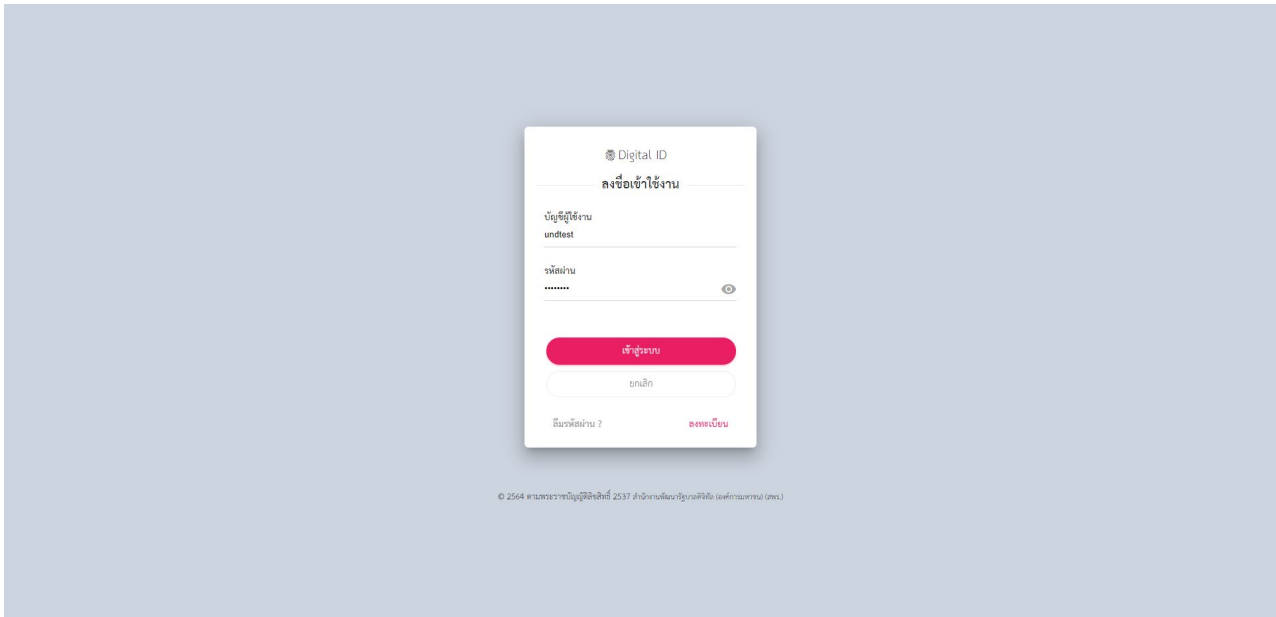 Digital ID
ลงชื่อเข้าใช้งาน
บัญชีผู้ใช้งาน
undtest
รหัสผ่าน
••••••••
เข้าสู่ระบบ
ยกเลิก
ลืมรหัสผ่าน ? ลงทะเบียน
© 2564 ตามพระราชบัญญัติลิขสิทธิ์ 2537 สำนักงานพัฒนารัฐบาลดิจิทัล (องค์การมหาชน) (สพร.)